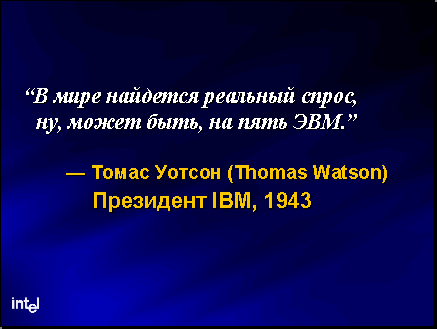 “В мире найдется реальный спрос,
ну, может быть, на пять ЭВМ.”
— Томас Уотсон (Thomas Watson)
Президент IBM, 1943
intel